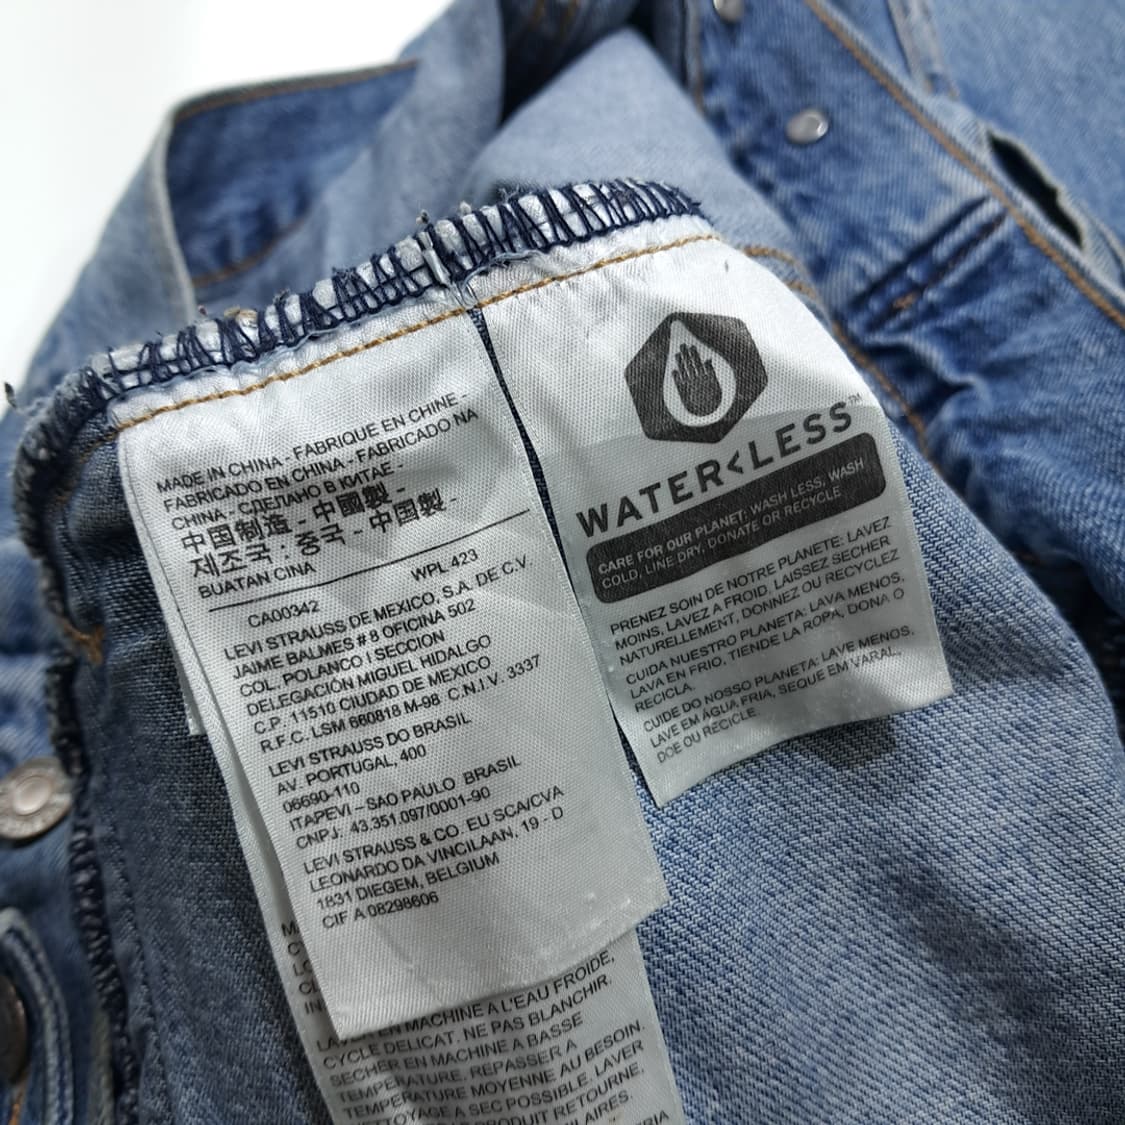 MADE IN CHINA - FABRIQUE EN CHINE -
FABRICADO EN CHINA - FABRICADO NA
CHINA - СДЕЛАНО В КИТАЕ -
中国制造 - 中國製 -
제조국 : 중국 - 中国製 -
BUATAN CINA
WPL 423
CA00342
LEVI STRAUSS DE MEXICO, S.A. DE C.V.
JAIME BALMES # 8 OFICINA 502
COL. POLANCO I SECCION
DELEGACIÓN MIGUEL HIDALGO
C.P. 11510 CIUDAD DE MEXICO
R.F.C. LSM 680818 M-98 C.N.I.V. 3337
LEVI STRAUSS DO BRASIL
AV. PORTUGAL, 400
06690-110
ITAPEVI – SAO PAULO BRASIL
CNPJ: 43.351.097/0001-90
LEVI STRAUSS & CO. EU SCA/CVA
LEONARDO DA VINCILAAN, 19 - D
1831 DIEGEM, BELGIUM
CIF A 08298606
WATER<LESS™
CARE FOR OUR PLANET: WASH LESS, WASH
COLD, LINE DRY, DONATE OR RECYCLE
PRENEZ SOIN DE NOTRE PLANETE: LAVEZ
MOINS, LAVEZ A FROID, LAISSEZ SECHER
NATURELLEMENT, DONNEZ OU RECYCLEZ
CUIDA NUESTRO PLANETA: LAVA MENOS,
LAVA EN FRIO, TIENDE LA ROPA, DONA O
RECICLA.
CUIDE DO NOSSO PLANETA: LAVE MENOS,
LAVE EM ÁGUA FRIA, SEQUE EM VARAL,
DOE OU RECICLE.
EN MACHINE A L'EAU FROIDE,
CYCLE DELICAT. NE PAS BLANCHIR.
SECHER EN MACHINE A BASSE
TEMPERATURE. REPASSER A
TEMPERATURE MOYENNE AU BESOIN.
NETTOYAGE A SEC POSSIBLE. LAVER
PRODUIT RETOURNE,